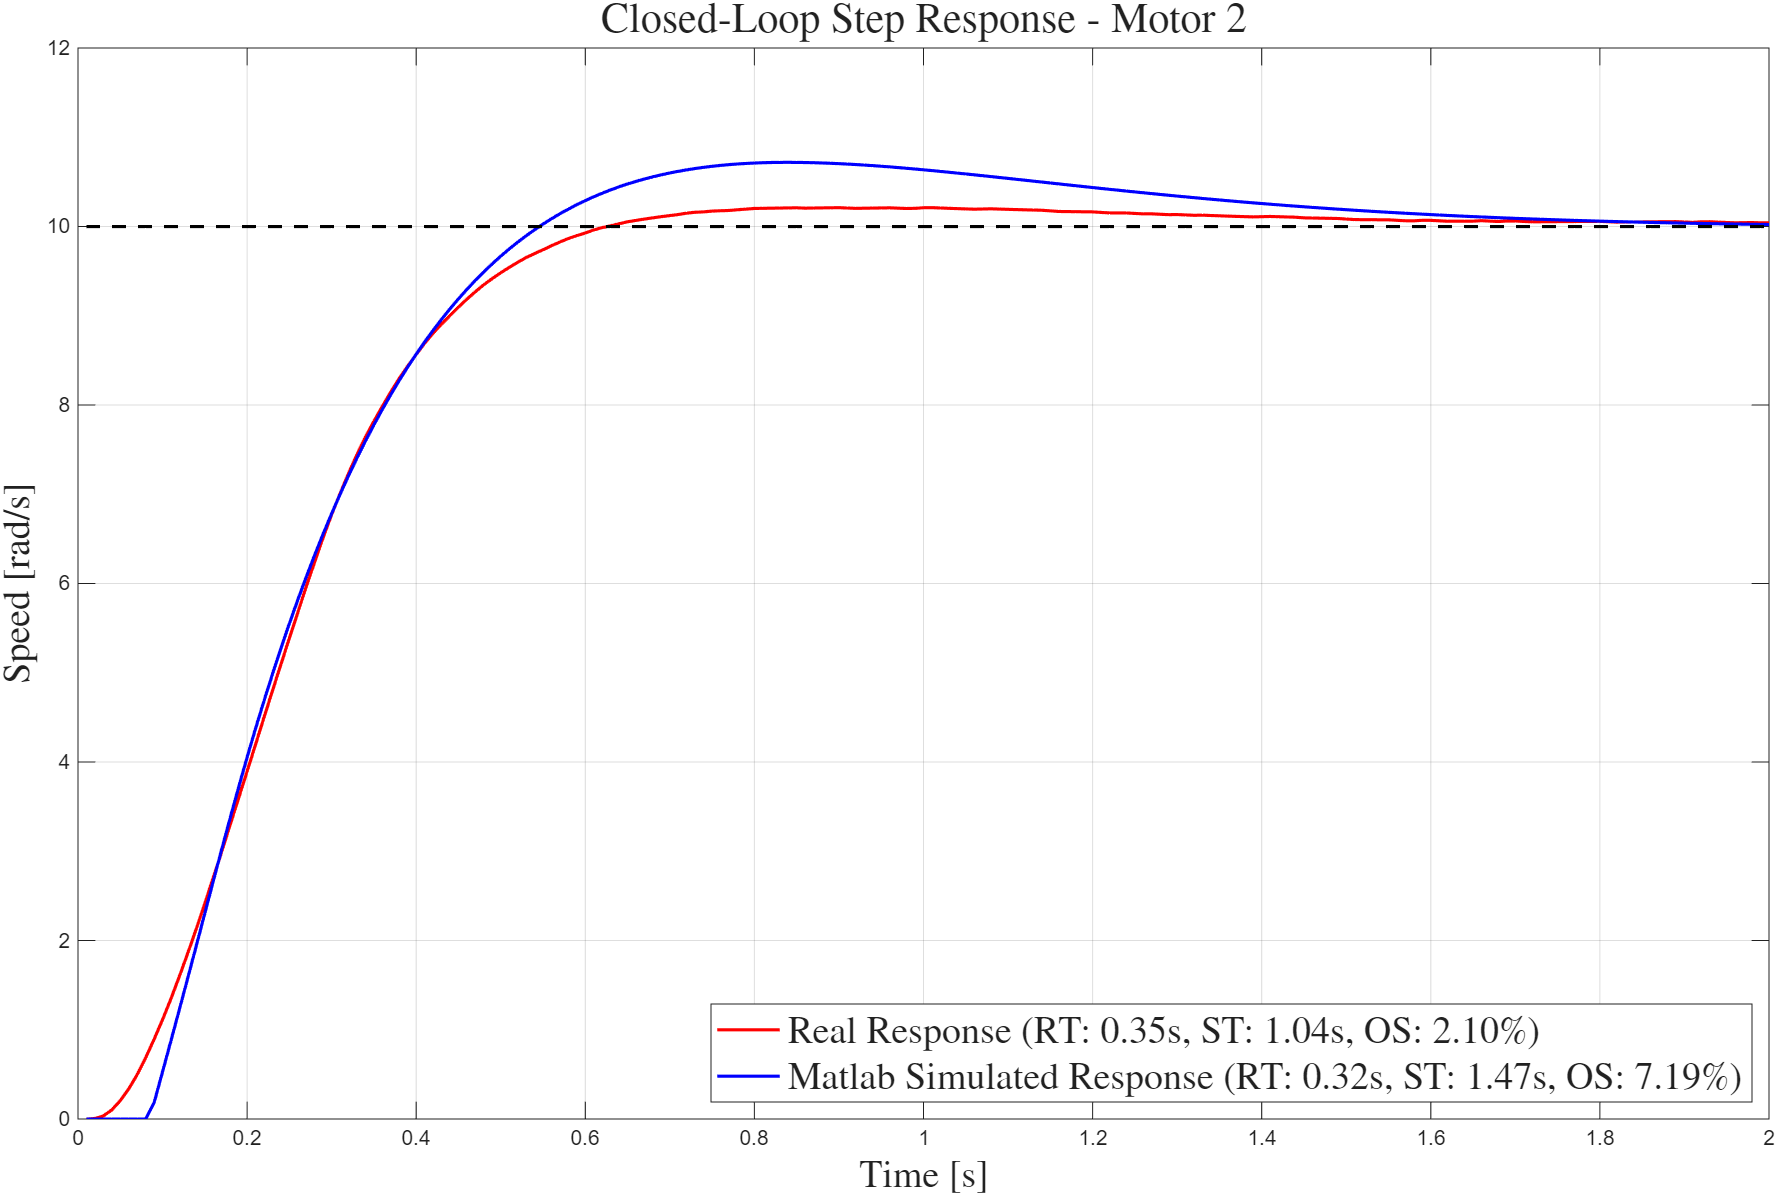 Closed-Loop Step Response - Motor 2
12
10
8
6
4
2
0
Speed [rad/s]
0 0.2 0.4 0.6 0.8 1 1.2 1.4 1.6 1.8 2
Time [s]
Real Response (RT: 0.35s, ST: 1.04s, OS: 2.10%)
Matlab Simulated Response (RT: 0.32s, ST: 1.47s, OS: 7.19%)